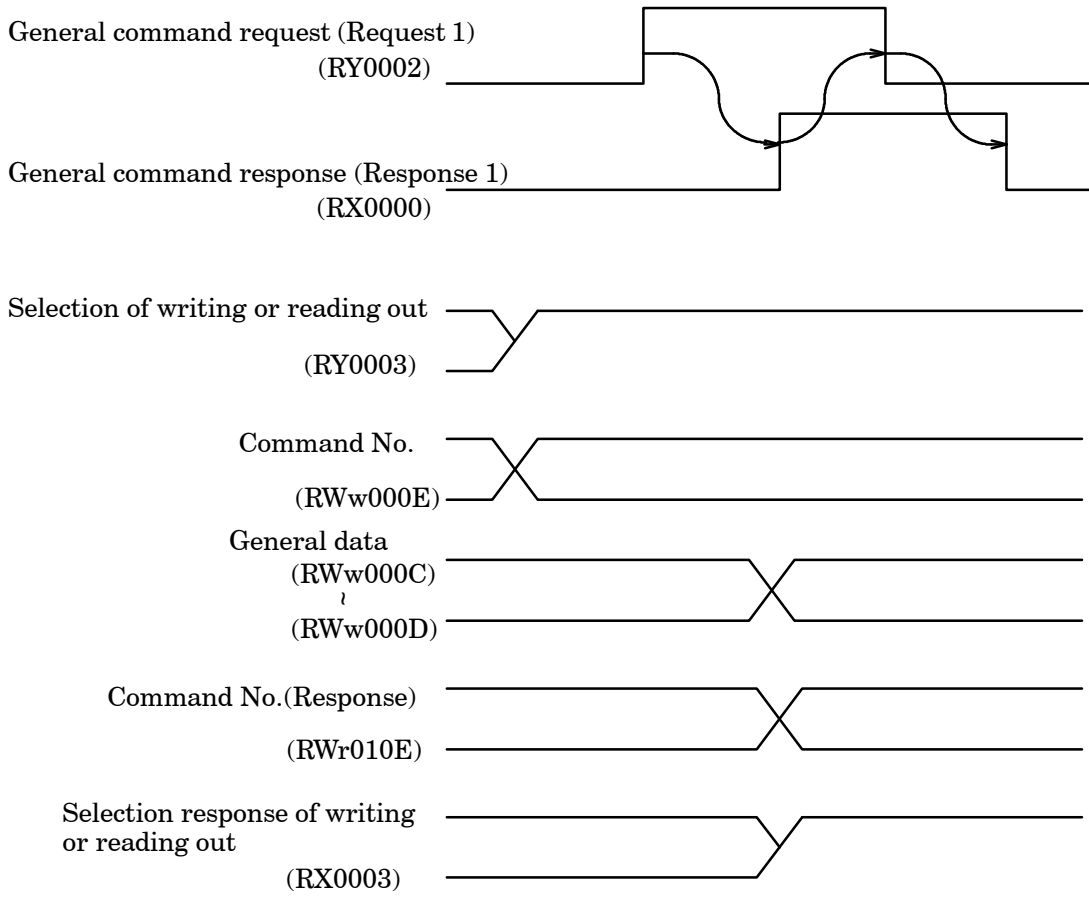 General command request (Request 1)
(RY0002)
General command response (Response 1)
(RX0000)
Selection of writing or reading out
(RY0003)
Command No.
(RWw000E)
General data
(RWw000C)
~
(RWw000D)
Command No.(Response)
(RWr010E)
Selection response of writing
or reading out
(RX0003)